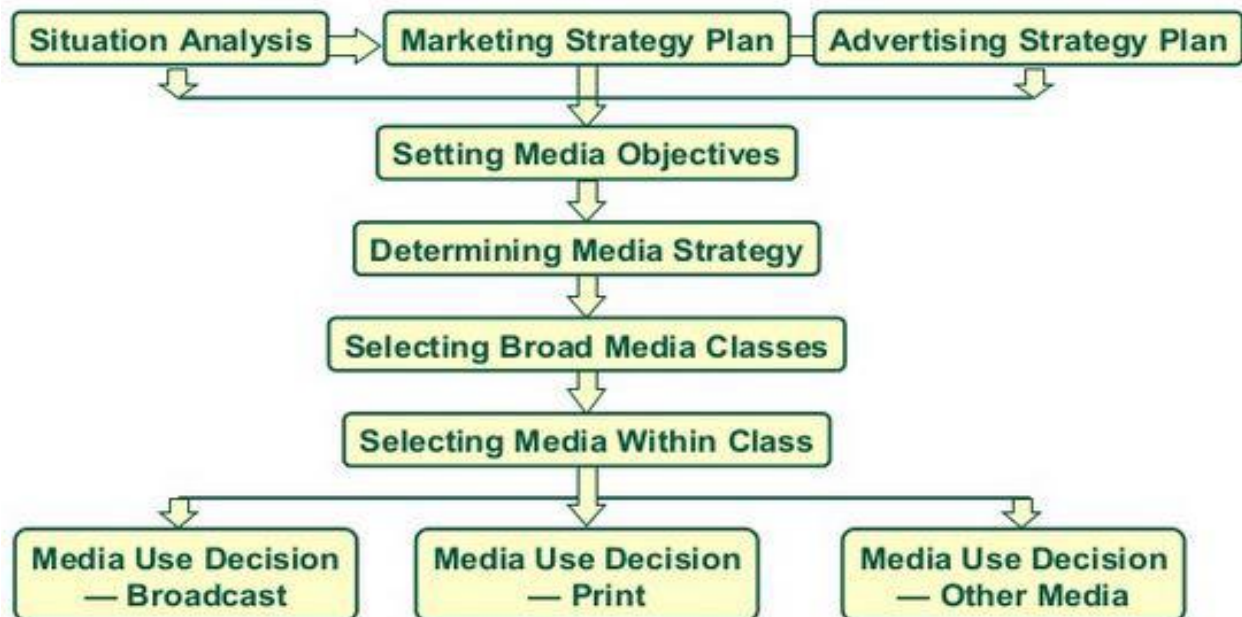 Situation Analysis
Marketing Strategy Plan
Advertising Strategy Plan
Setting Media Objectives
Determining Media Strategy
Selecting Broad Media Classes
Selecting Media Within Class
Media Use Decision
— Broadcast
Media Use Decision
— Print
Media Use Decision
— Other Media